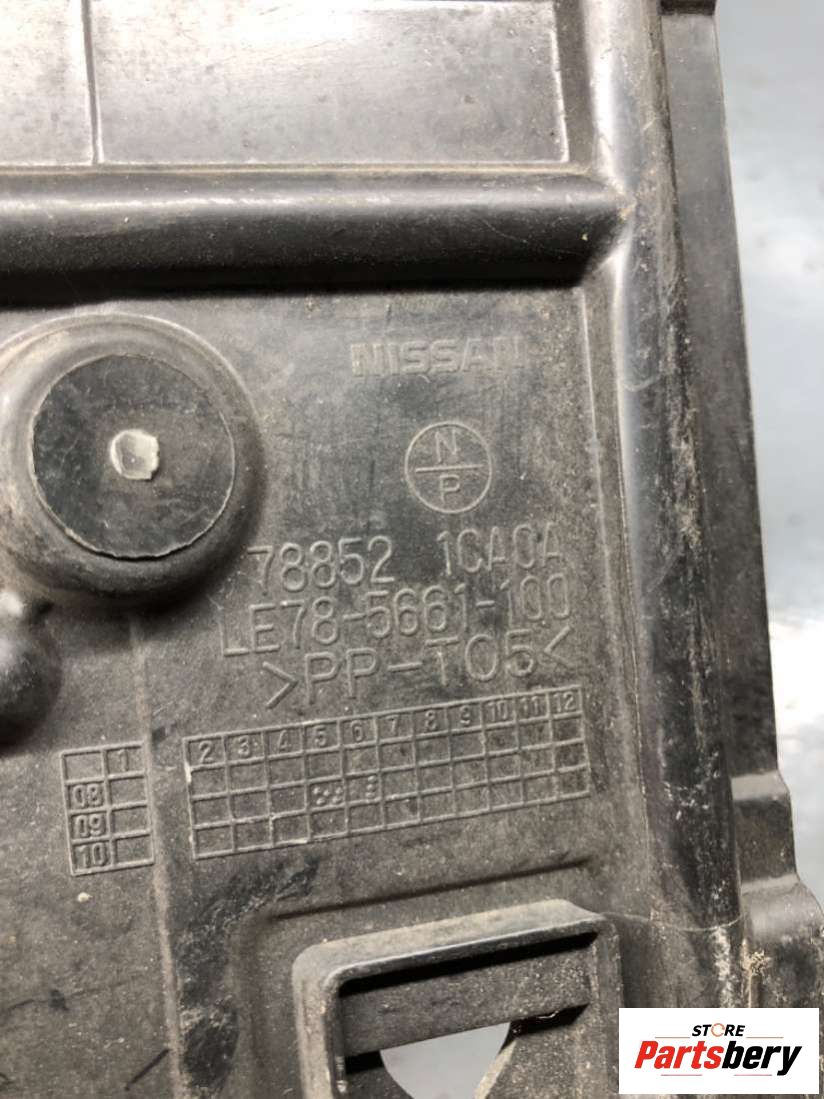 NISSAN
N
P
78852 1CA0A
LE78-5661-100
>PP-TO5<
1 2 3 4 5 6 7 8 9 10 11 12
08
09
10
STORE
Partsbery